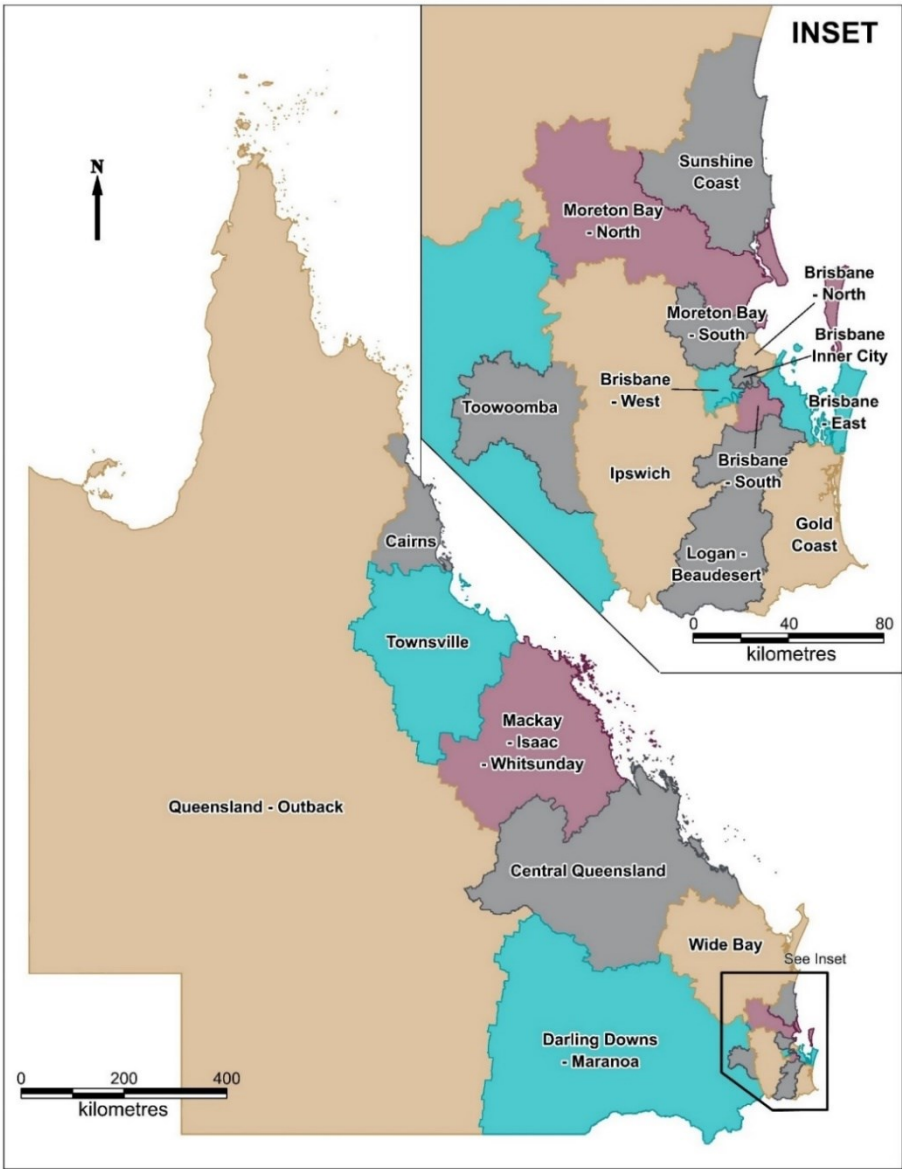 INSET
N
Sunshine
Coast
Moreton Bay
- North
Brisbane
- North
Moreton Bay
- South
Brisbane
Inner City
Brisbane
- West
Toowoomba
Brisbane
- East
Ipswich
Brisbane
- South
Gold
Coast
Logan -
Beaudesert
0 40 80
kilometres
Cairns
Townsville
Mackay
- Isaac
- Whitsunday
Queensland - Outback
Central Queensland
Wide Bay
See Inset
Darling Downs
- Maranoa
0 200 400
kilometres